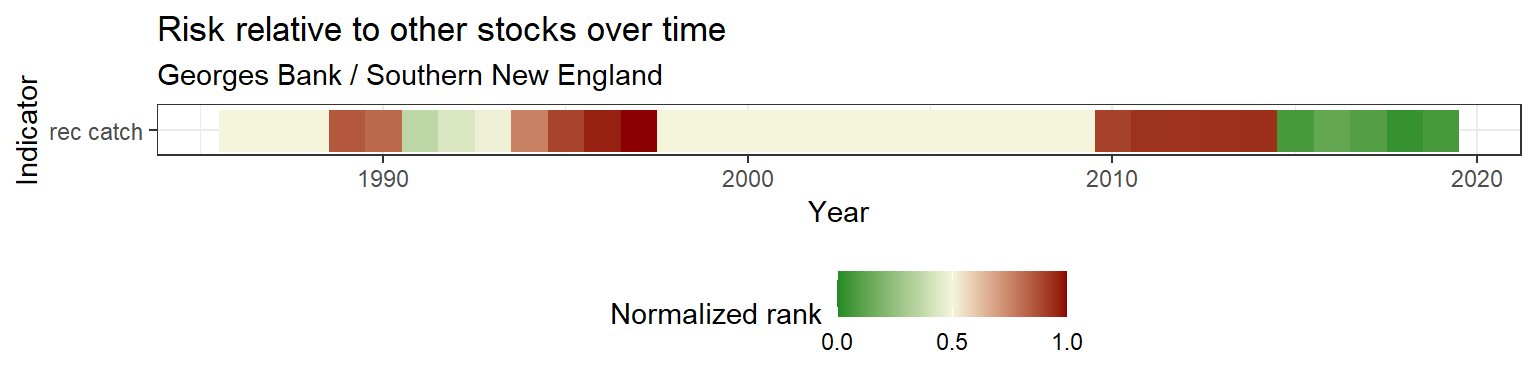 Risk relative to other stocks over time
Georges Bank / Southern New England
Indicator
rec catch
1990 2000 2010 2020
Year
Normalized rank
0.0 0.5 1.0